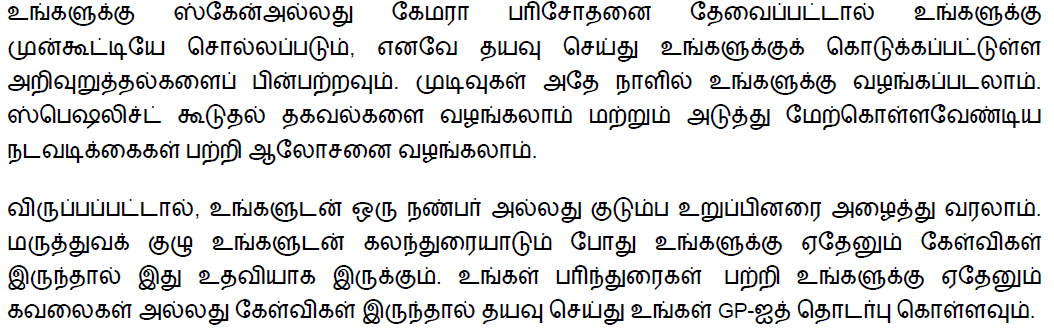 உங்களுக்கு ஸ்கேன்அல்லது கேமரா பரிசோதனை தேவைப்பட்டால் உங்களுக்கு
முன்கூட்டியே சொல்லப்படும், எனவே தயவு செய்து உங்களுக்குக் கொடுக்கப்பட்டுள்ள
அறிவுறுத்தல்களைப் பின்பற்றவும். முடிவுகள் அதே நாளில் உங்களுக்கு வழங்கப்படலாம்.
ஸ்பெஷலிச்ட் கூடுதல் தகவல்களை வழங்கலாம் மற்றும் அடுத்து மேற்கொள்ளவேண்டிய
நடவடிக்கைகள் பற்றி ஆலோசனை வழங்கலாம்.
விருப்பப்பட்டால், உங்களுடன் ஒரு நண்பர் அல்லது குடும்ப உறுப்பினரை அழைத்து வரலாம்.
மருத்துவக் குழு உங்களுடன் கலந்துரையாடும் போது உங்களுக்கு ஏதேனும் கேள்விகள்
இருந்தால் இது உதவியாக இருக்கும். உங்கள் பரிந்துரைகள் பற்றி உங்களுக்கு ஏதேனும்
கவலைகள் அல்லது கேள்விகள் இருந்தால் தயவு செய்து உங்கள் GP-ஐத் தொடர்பு கொள்ளவும்.